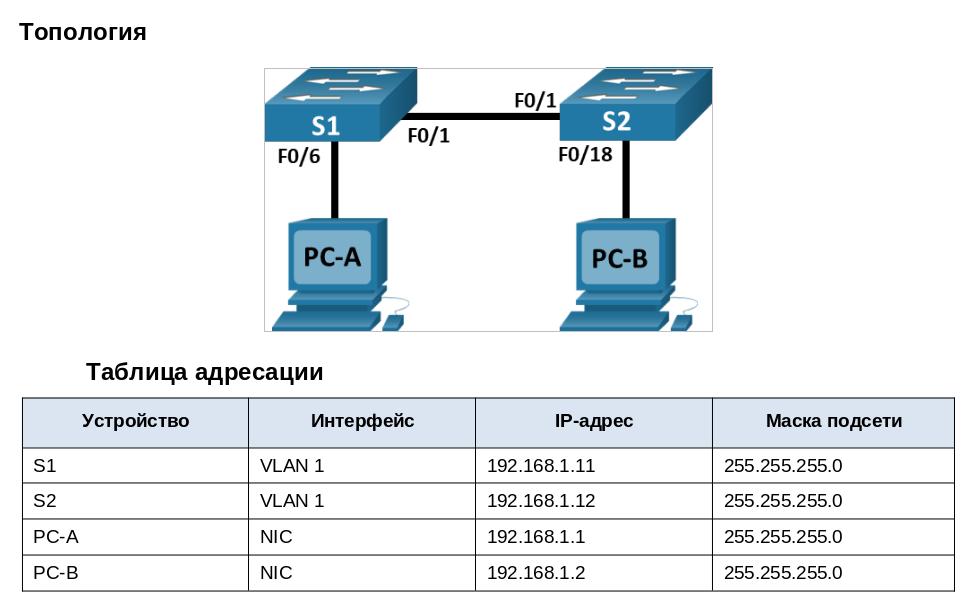 Топология
F0/1
S1
S2
F0/1
F0/6
F0/18
PC-A
PC-B
Таблица адресации
Устройство Интерфейс IP-адрес Маска подсети
S1 VLAN 1 192.168.1.11 255.255.255.0
S2 VLAN 1 192.168.1.12 255.255.255.0
PC-A NIC 192.168.1.1 255.255.255.0
PC-B NIC 192.168.1.2 255.255.255.0